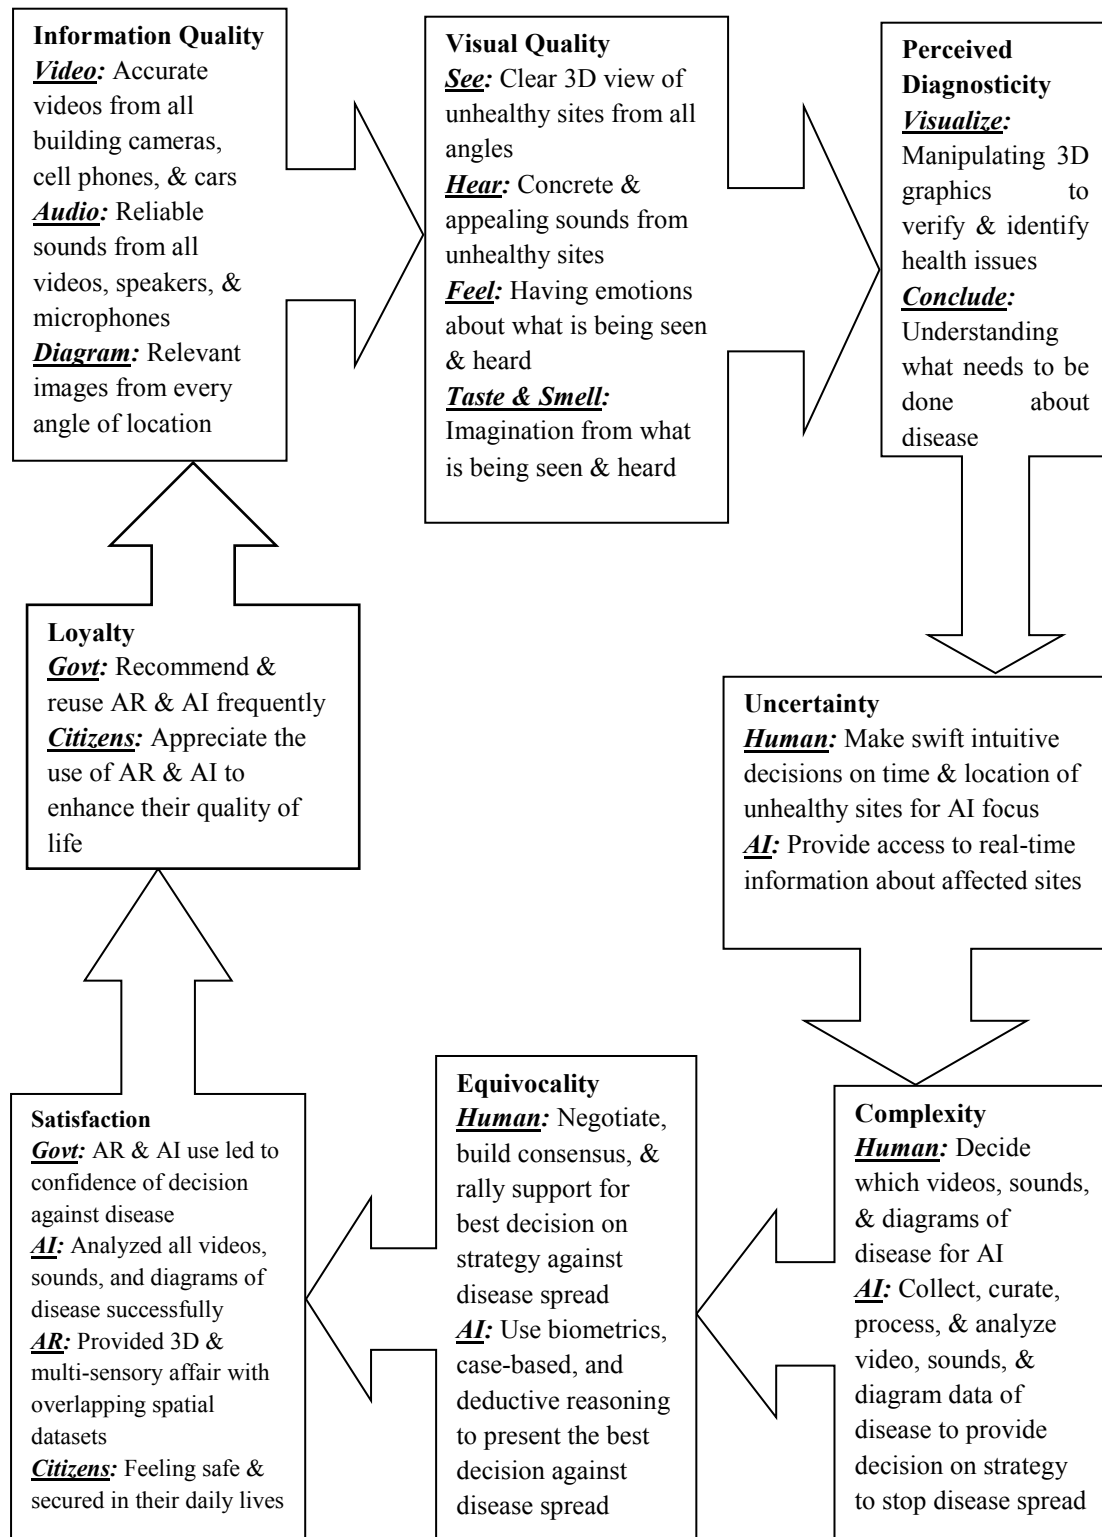 Information Quality
Video: Accurate
videos from all
building cameras,
cell phones, & cars
Audio: Reliable
sounds from all
videos, speakers, &
microphones
Diagram: Relevant
images from every
angle of location
Visual Quality
See: Clear 3D view of
unhealthy sites from all
angles
Hear: Concrete &
appealing sounds from
unhealthy sites
Feel: Having emotions
about what is being seen
& heard
Taste & Smell:
Imagination from what
is being seen & heard
Perceived
Diagnosticity
Visualize:
Manipulating 3D
graphics to
verify & identify
health issues
Conclude:
Understanding
what needs to be
done about
disease
Uncertainty
Human: Make swift intuitive
decisions on time & location of
unhealthy sites for AI focus
AI: Provide access to real-time
information about affected sites
Complexity
Human: Decide
which videos, sounds,
& diagrams of
disease for AI
AI: Collect, curate,
process, & analyze
video, sounds, &
diagram data of
disease to provide
decision on strategy
to stop disease spread
Equivocality
Human: Negotiate,
build consensus, &
rally support for
best decision on
strategy against
disease spread
AI: Use biometrics,
case-based, and
deductive reasoning
to present the best
decision against
disease spread
Satisfaction
Govt: AR & AI use led to
confidence of decision
against disease
AI: Analyzed all videos,
sounds, and diagrams of
disease successfully
AR: Provided 3D &
multi-sensory affair with
overlapping spatial
datasets
Citizens: Feeling safe &
secured in their daily lives
Loyalty
Govt: Recommend &
reuse AR & AI frequently
Citizens: Appreciate the
use of AR & AI to
enhance their quality of
life